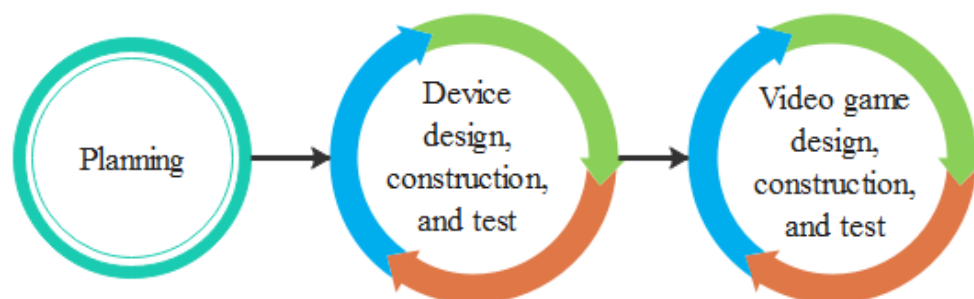 Planning
Device
design,
construction,
and test
Video game
design,
construction,
and test